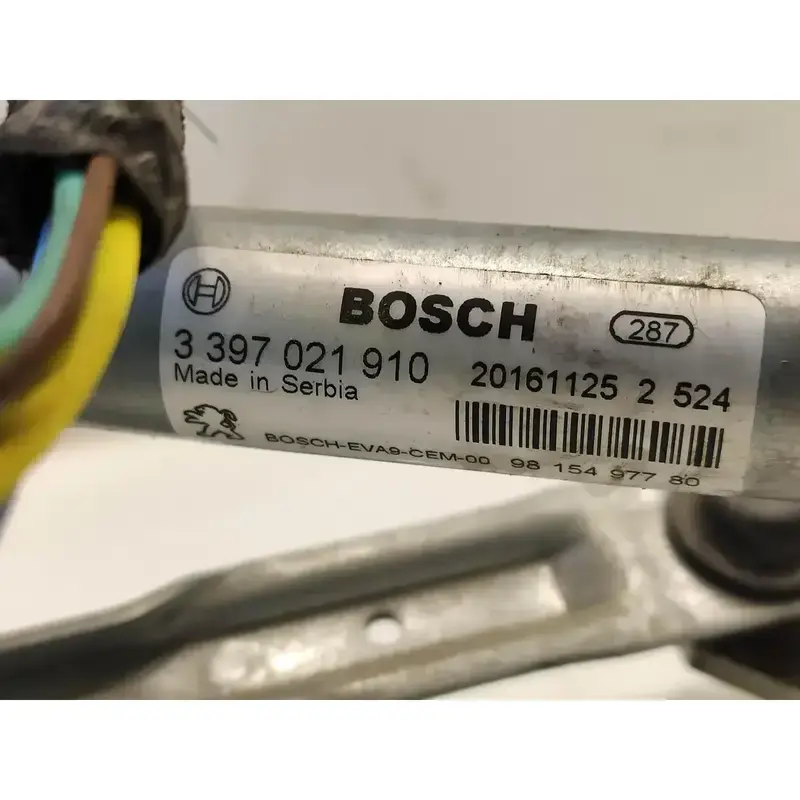 BOSCH 287
3 397 021 910 20161125 2 524
Made in Serbia
BOSCH-EVA9-CEM-00 98 154 977 80